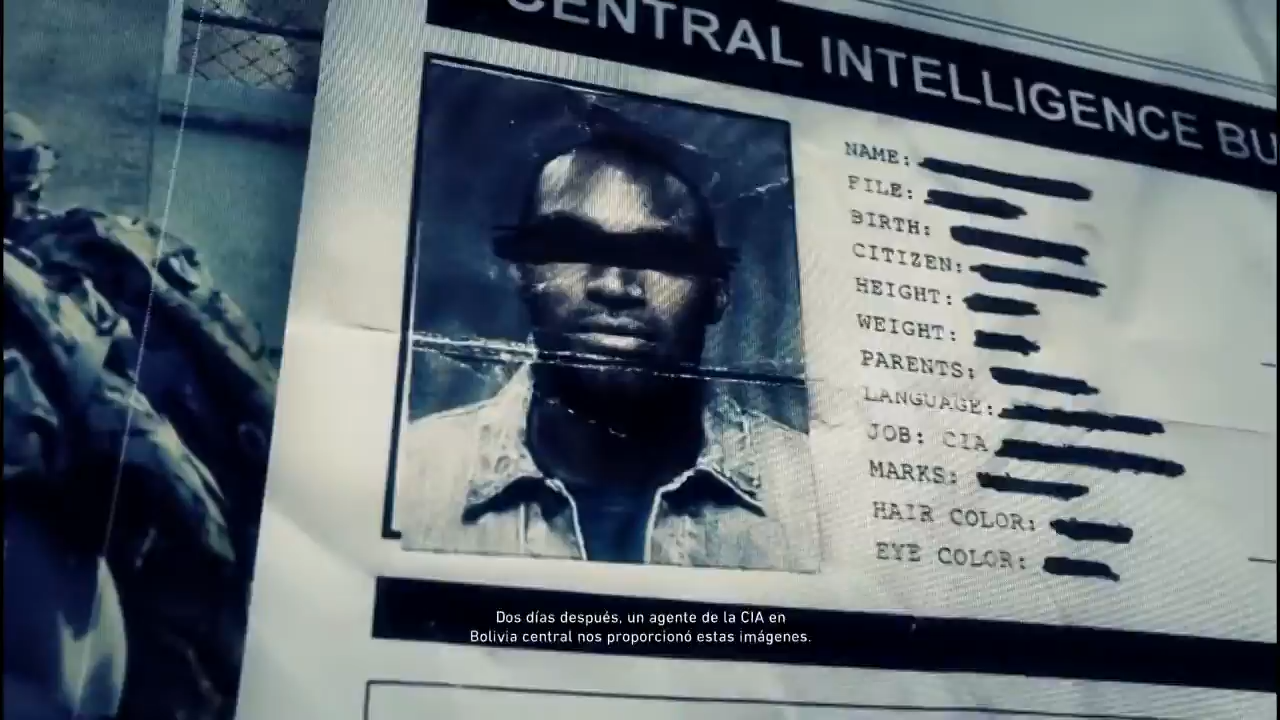 CENTRAL INTELLIGENCE BU
NAME:
FILE:
BIRTH:
CITIZEN:
HEIGHT:
WEIGHT:
PARENTS:
LANGUAGE:
JOB: CIA
MARKS:
HAIR COLOR:
EYE COLOR:
Dos días después, un agente de la CIA en
Bolivia central nos proporcionó estas imágenes.